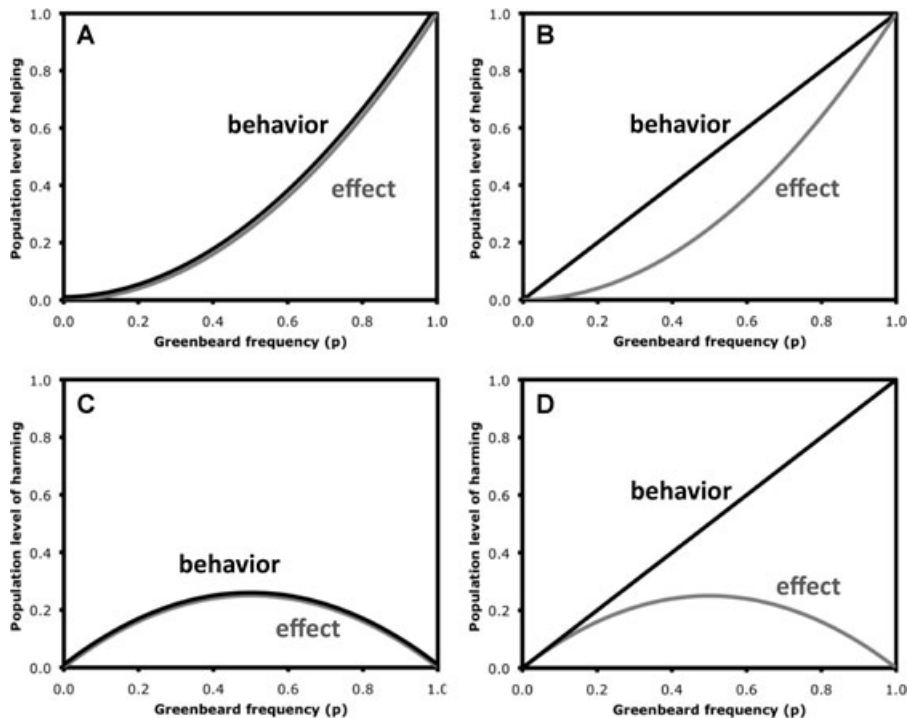 A
Population level of helping
1.0
0.8
0.6
0.4
0.2
0.0
behavior
effect
0.0 0.2 0.4 0.6 0.8 1.0
Greenbeard frequency (p)
B
Population level of helping
1.0
0.8
0.6
0.4
0.2
0.0
behavior
effect
0.0 0.2 0.4 0.6 0.8 1.0
Greenbeard frequency (p)
C
Population level of harming
1.0
0.8
0.6
0.4
0.2
0.0
behavior
effect
0.0 0.2 0.4 0.6 0.8 1.0
Greenbeard frequency (p)
D
Population level of harming
1.0
0.8
0.6
0.4
0.2
0.0
behavior
effect
0.0 0.2 0.4 0.6 0.8 1.0
Greenbeard frequency (p)